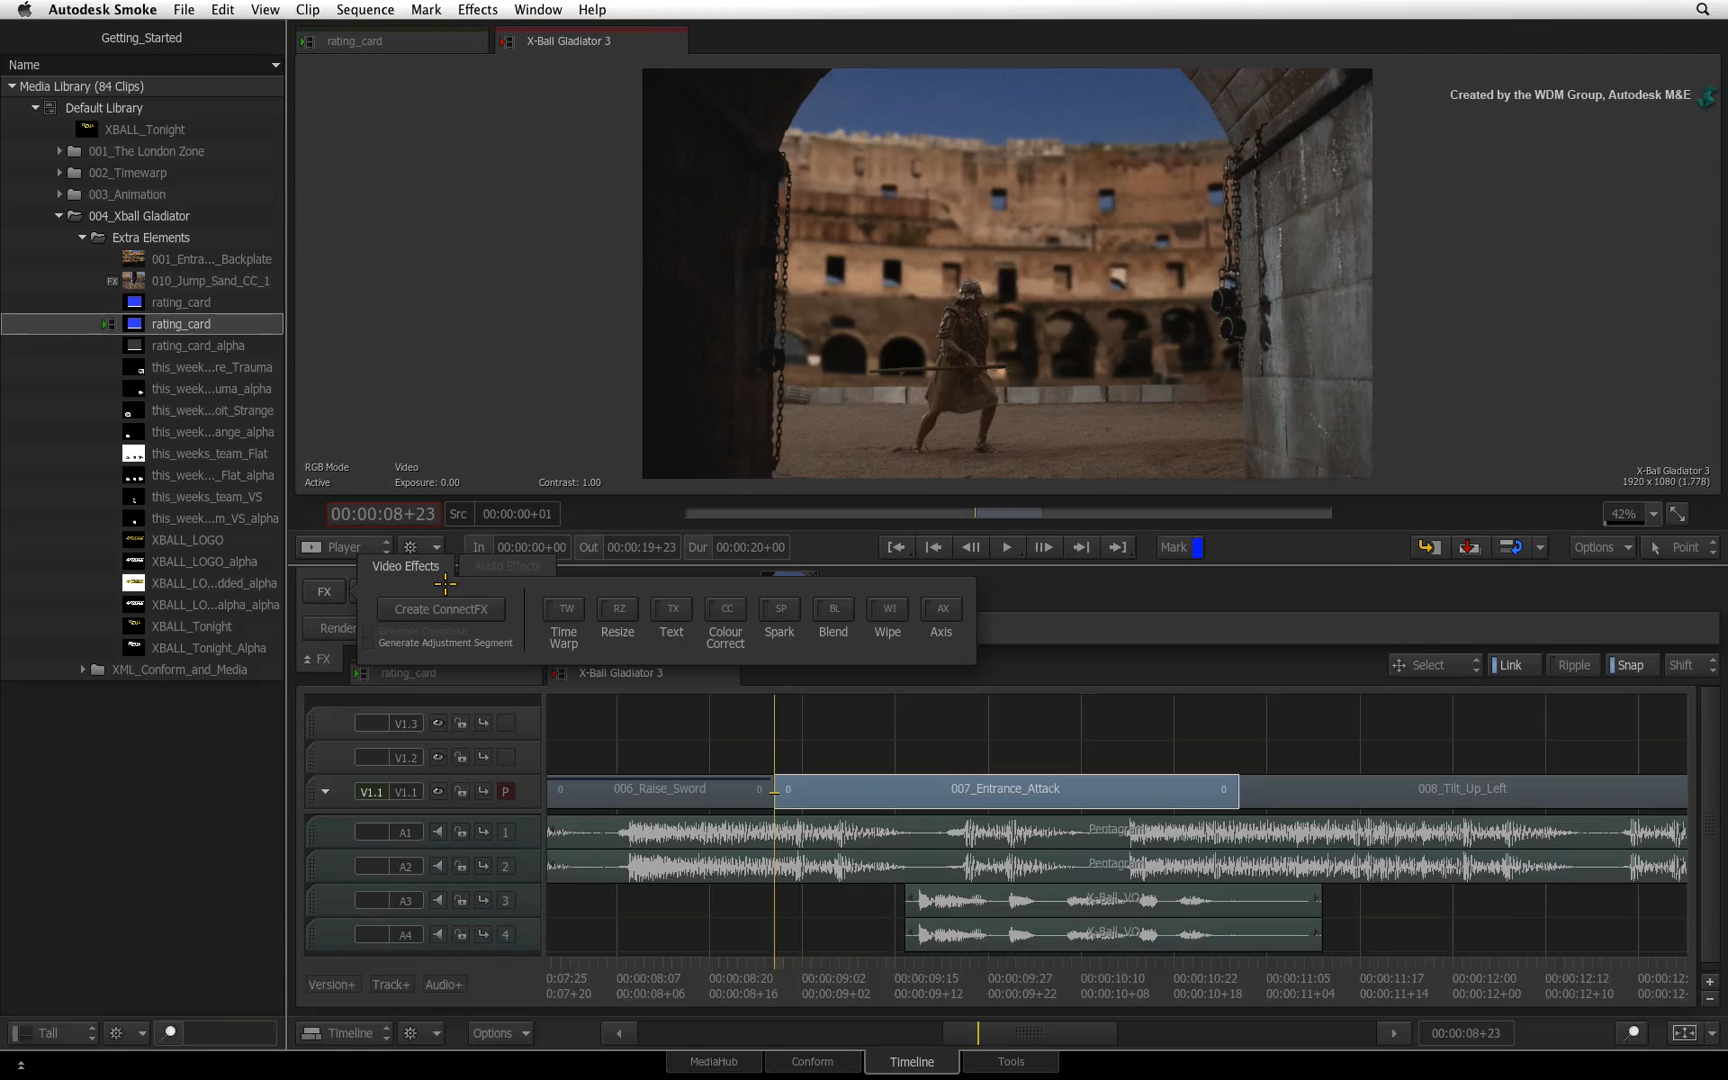 Autodesk Smoke File Edit View Clip Sequence Mark Effects Window Help
Getting_Started
Name
Media Library (84 Clips)
Default Library
XBALL_Tonight
001_The London Zone
002_Timewarp
003_Animation
004_Xball Gladiator
Extra Elements
001_Entra..._Backplate
FX 010_Jump_Sand_CC_1
rating_card
rating_card
rating_card_alpha
this_week...re_Trauma
this_week...uma_alpha
this_week...oit_Strange
this_week...ange_alpha
this_weeks_team_Flat
this_week..._Flat_alpha
this_weeks_team_VS
this_week...m_VS_alpha
XBALL_LOGO
XBALL_LOGO_alpha
XBALL_LO...dded_alpha
XBALL_LO...alpha_alpha
XBALL_Tonight
XBALL_Tonight_Alpha
XML_Conform_and_Media
Tall
rating_card
X-Ball Gladiator 3
Created by the WDM Group, Autodesk M&E
RGB Mode Video
Active Exposure: 0.00 Contrast: 1.00
X-Ball Gladiator 3
1920 x 1080 (1.778)
00:00:08+23 Src 00:00:00+01 42%
Player In 00:00:00+00 Out 00:00:19+23 Dur 00:00:20+00 Mark Options Point
Video Effects Audio Effects
FX
Create ConnectFX TW RZ TX CC SP BL WI AX
Render
Generate Composite
Generate Adjustment Segment
Time Warp Resize Text Colour Correct Spark Blend Wipe Axis
FX
rating_card X-Ball Gladiator 3
Select Link Ripple Snap Shift
V1.3
V1.2
V1.1 V1.1 P 0 006_Raise_Sword 0 0 007_Entrance_Attack 0 008_Tilt_Up_Left
A1 1 Pentagra
A2 2 Pentagra
A3 3 X-Ball_VO
A4 4 X-Ball_VO
Version+ Track+ Audio+
0:07:25 00:00:08:07 00:00:08:20 00:00:09:02 00:00:09:15 00:00:09:27 00:00:10:10 00:00:10:22 00:00:11:05 00:00:11:17 00:00:12:00 00:00:12:12 00:00:12:
0:07+20 00:00:08+06 00:00:08+16 00:00:09+02 00:00:09+12 00:00:09+22 00:00:10+08 00:00:10+18 00:00:11+04 00:00:11+14 00:00:12+00 00:00:12+10 00:00:12+
Timeline Options 00:00:08+23
MediaHub Conform Timeline Tools